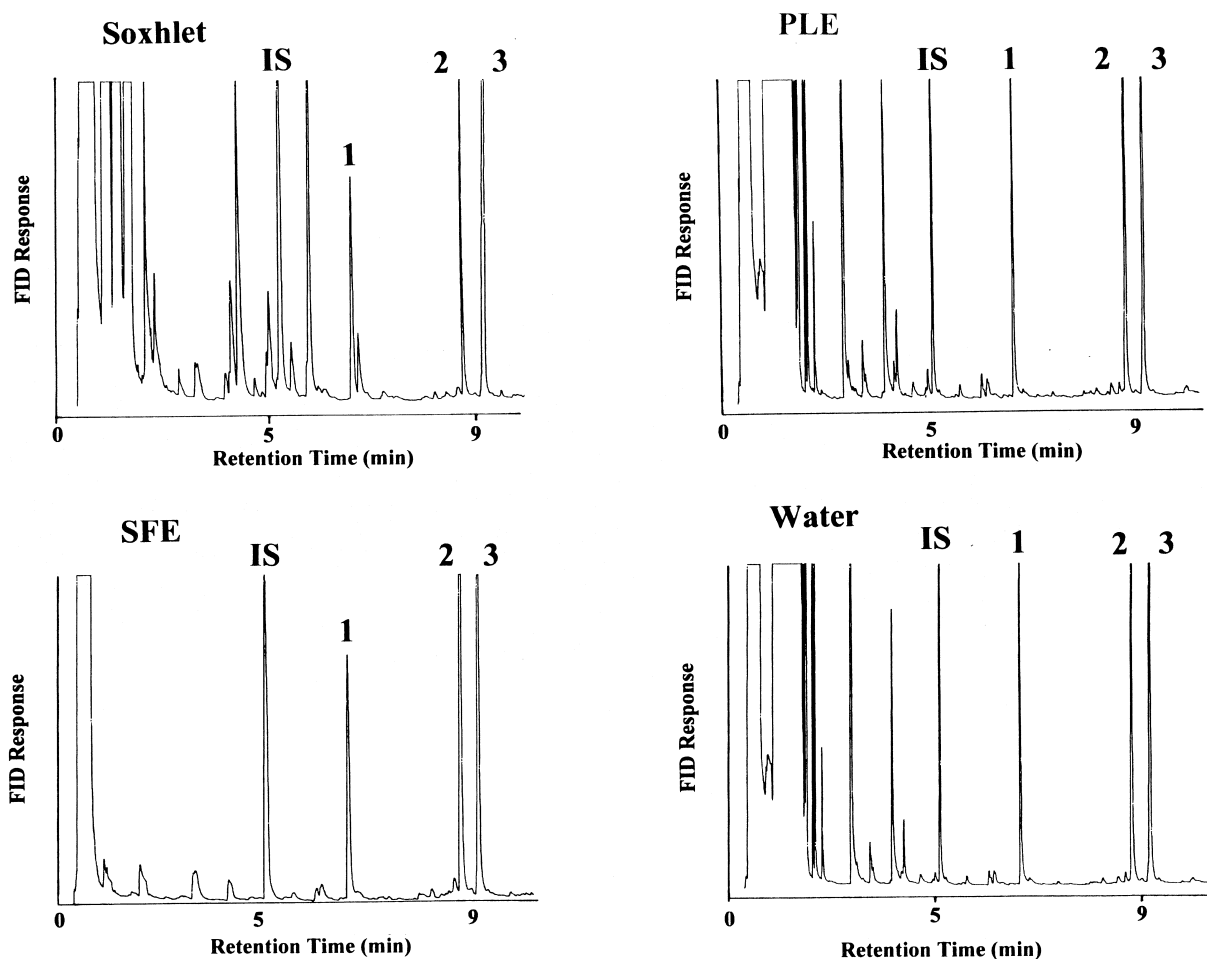 Soxhlet
IS
2
3
1
FID Response
0
5
9
Retention Time (min)
PLE
IS
1
2
3
FID Response
0
5
9
Retention Time (min)
SFE
IS
2
3
1
FID Response
0
5
9
Retention Time (min)
Water
IS
1
2
3
FID Response
0
5
9
Retention Time (min)